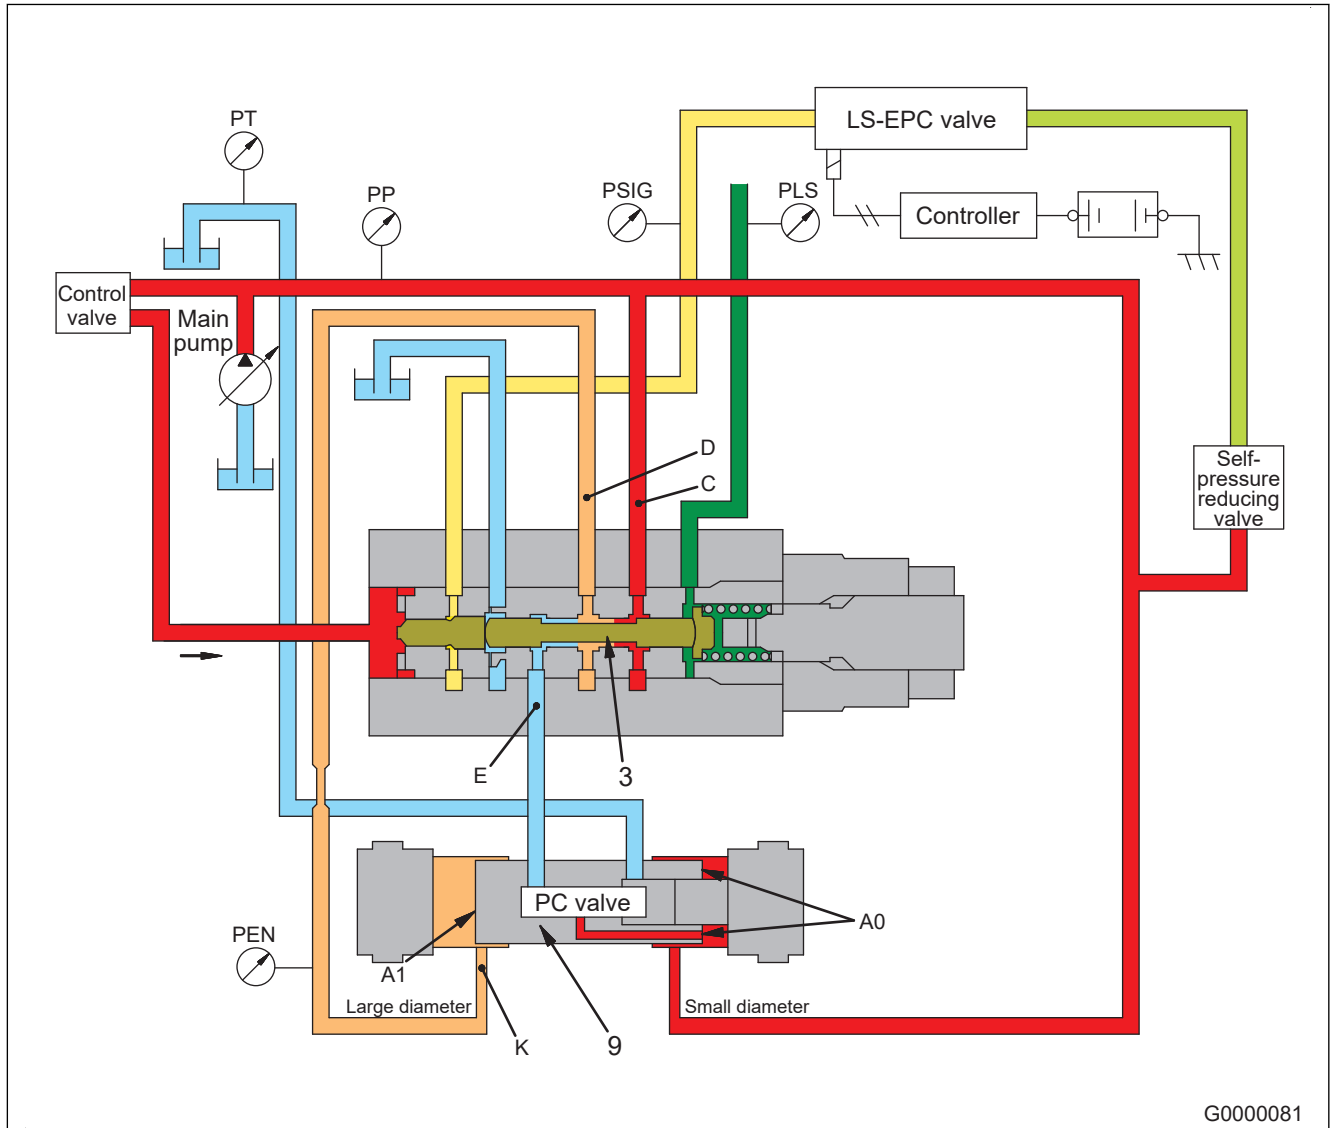 LS-EPC valve
PT
PP
PSIG
PLS
Controller
Control
valve
Main
pump
D
C
Self-
pressure
reducing
valve
E
3
PC valve
A0
PEN
A1
Large diameter
Small diameter
K
9
G0000081